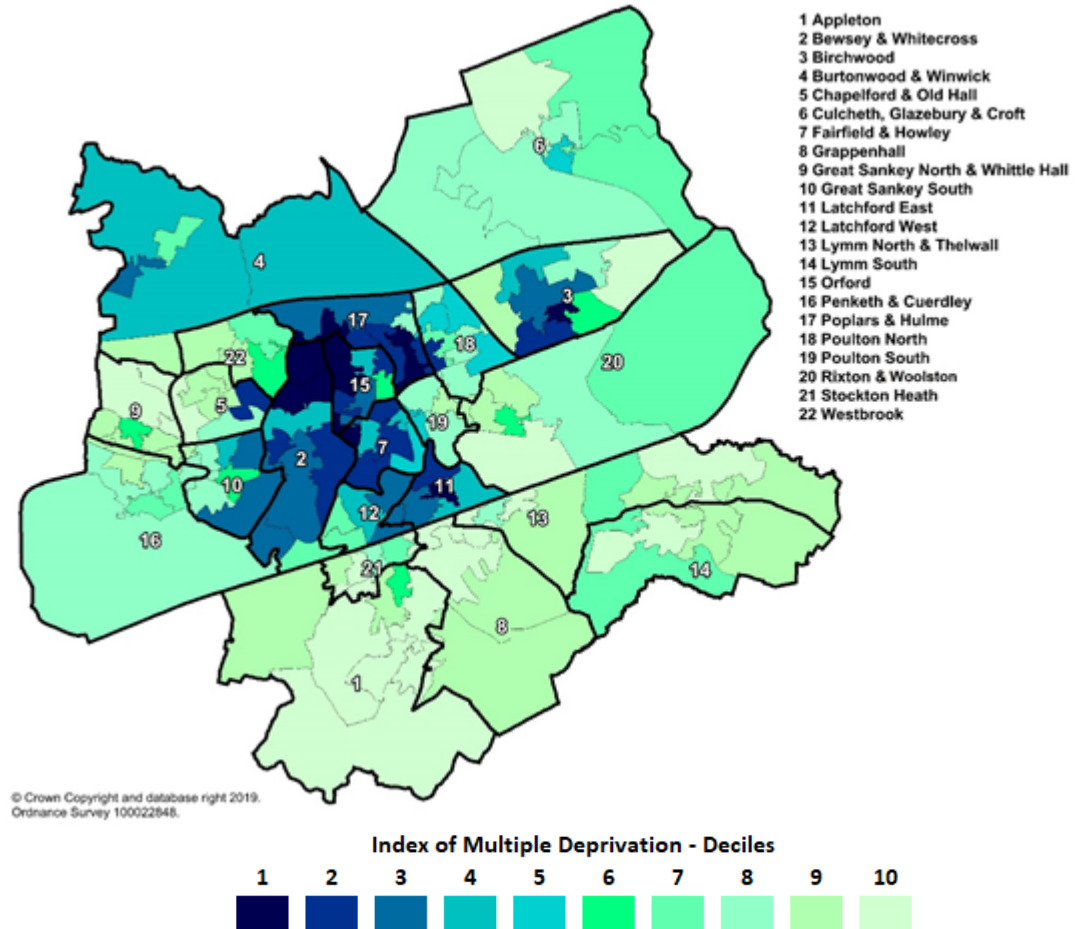 1 Appleton
2 Bewsey & Whitecross
3 Birchwood
4 Burtonwood & Winwick
5 Chapelford & Old Hall
6 Culcheth, Glazebury & Croft
7 Fairfield & Howley
8 Grappenhall
9 Great Sankey North & Whittle Hall
10 Great Sankey South
11 Latchford East
12 Latchford West
13 Lymm North & Thelwall
14 Lymm South
15 Orford
16 Penketh & Cuerdley
17 Poplars & Hulme
18 Poulton North
19 Poulton South
20 Rixton & Woolston
21 Stockton Heath
22 Westbrook
6
4
3
17
18
22
20
15
5
9
19
7
2
10
11
12
13
16
21
14
8
1
© Crown Copyright and database right 2019.
Ordnance Survey 100022848.
Index of Multiple Deprivation - Deciles
1 2 3 4 5 6 7 8 9 10